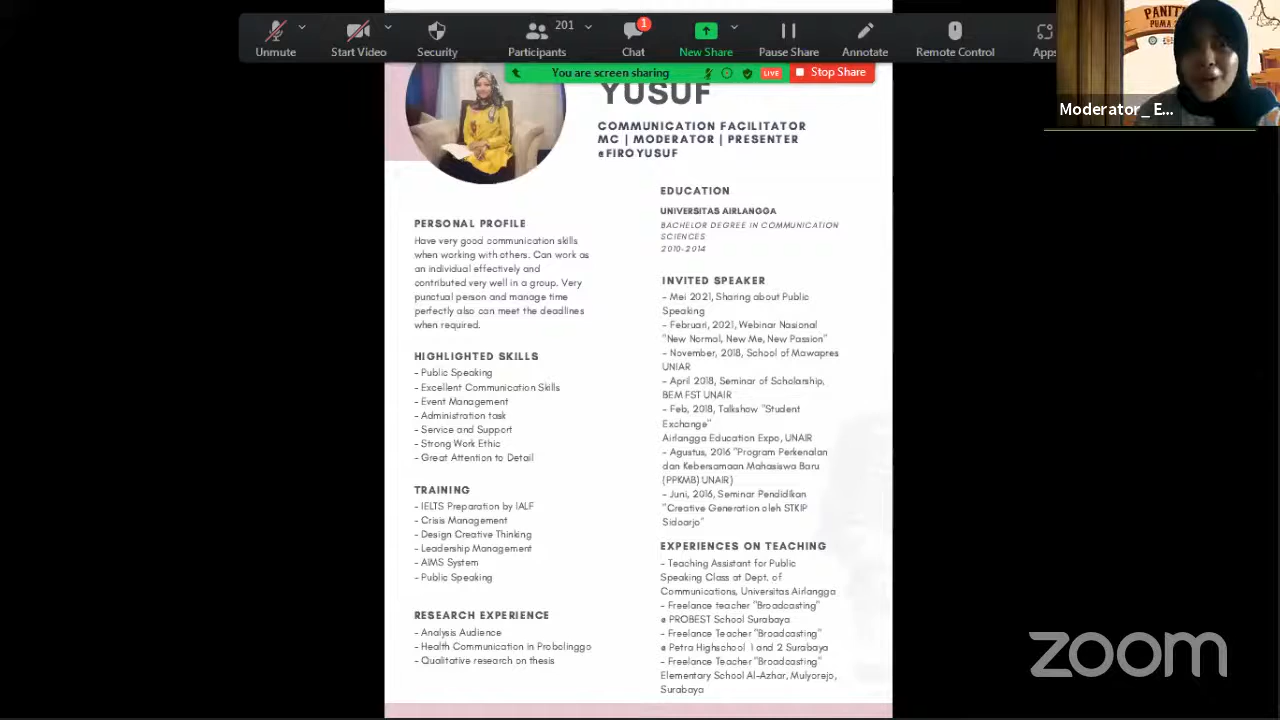 Unmute
Start Video
Security
Participants
201
Chat
1
New Share
Pause Share
Annotate
Remote Control
Apps
You are screen sharing
LIVE
Stop Share
PANIT
PUMA
Moderator_ E...
YUSUF
COMMUNICATION FACILITATOR
MC | MODERATOR | PRESENTER
@FIROYUSUF
PERSONAL PROFILE
Have very good communication skills
when working with others. Can work as
an individual effectively and
contributed very well in a group. Very
punctual person and manage time
perfectly also can meet the deadlines
when required.
HIGHLIGHTED SKILLS
- Public Speaking
- Excellent Communication Skills
- Event Management
- Administration task
- Service and Support
- Strong Work Ethic
- Great Attention to Detail
TRAINING
- IELTS Preparation by IALF
- Crisis Management
- Design Creative Thinking
- Leadership Management
- AIMS System
- Public Speaking
RESEARCH EXPERIENCE
- Analysis Audience
- Health Communication in Probolinggo
- Qualitative research on thesis
EDUCATION
UNIVERSITAS AIRLANGGA
BACHELOR DEGREE IN COMMUNICATION
SCIENCES
2010-2014
INVITED SPEAKER
- Mei 2021, Sharing about Public
Speaking
- Februari, 2021, Webinar Nasional
"New Normal, New Me, New Passion"
- November, 2018, School of Mawapres
UNIAR
- April 2018, Seminar of Scholarship,
BEM FST UNAIR
- Feb, 2018, Talkshow "Student
Exchange"
Airlangga Education Expo, UNAIR
- Agustus, 2016 "Program Perkenalan
dan Kebersamaan Mahasiswa Baru
(PPKMB) UNAIR)
- Juni, 2016, Seminar Pendidikan
"Creative Generation oleh STKIP
Sidoarjo"
EXPERIENCES ON TEACHING
- Teaching Assistant for Public
Speaking Class at Dept. of
Communications, Universitas Airlangga
- Freelance teacher "Broadcasting"
@ PROBEST School Surabaya
- Freelance Teacher "Broadcasting"
@ Petra Highschool 1 and 2 Surabaya
- Freelance Teacher "Broadcasting"
Elementary School Al-Azhar, Mulyorejo,
Surabaya
zoom